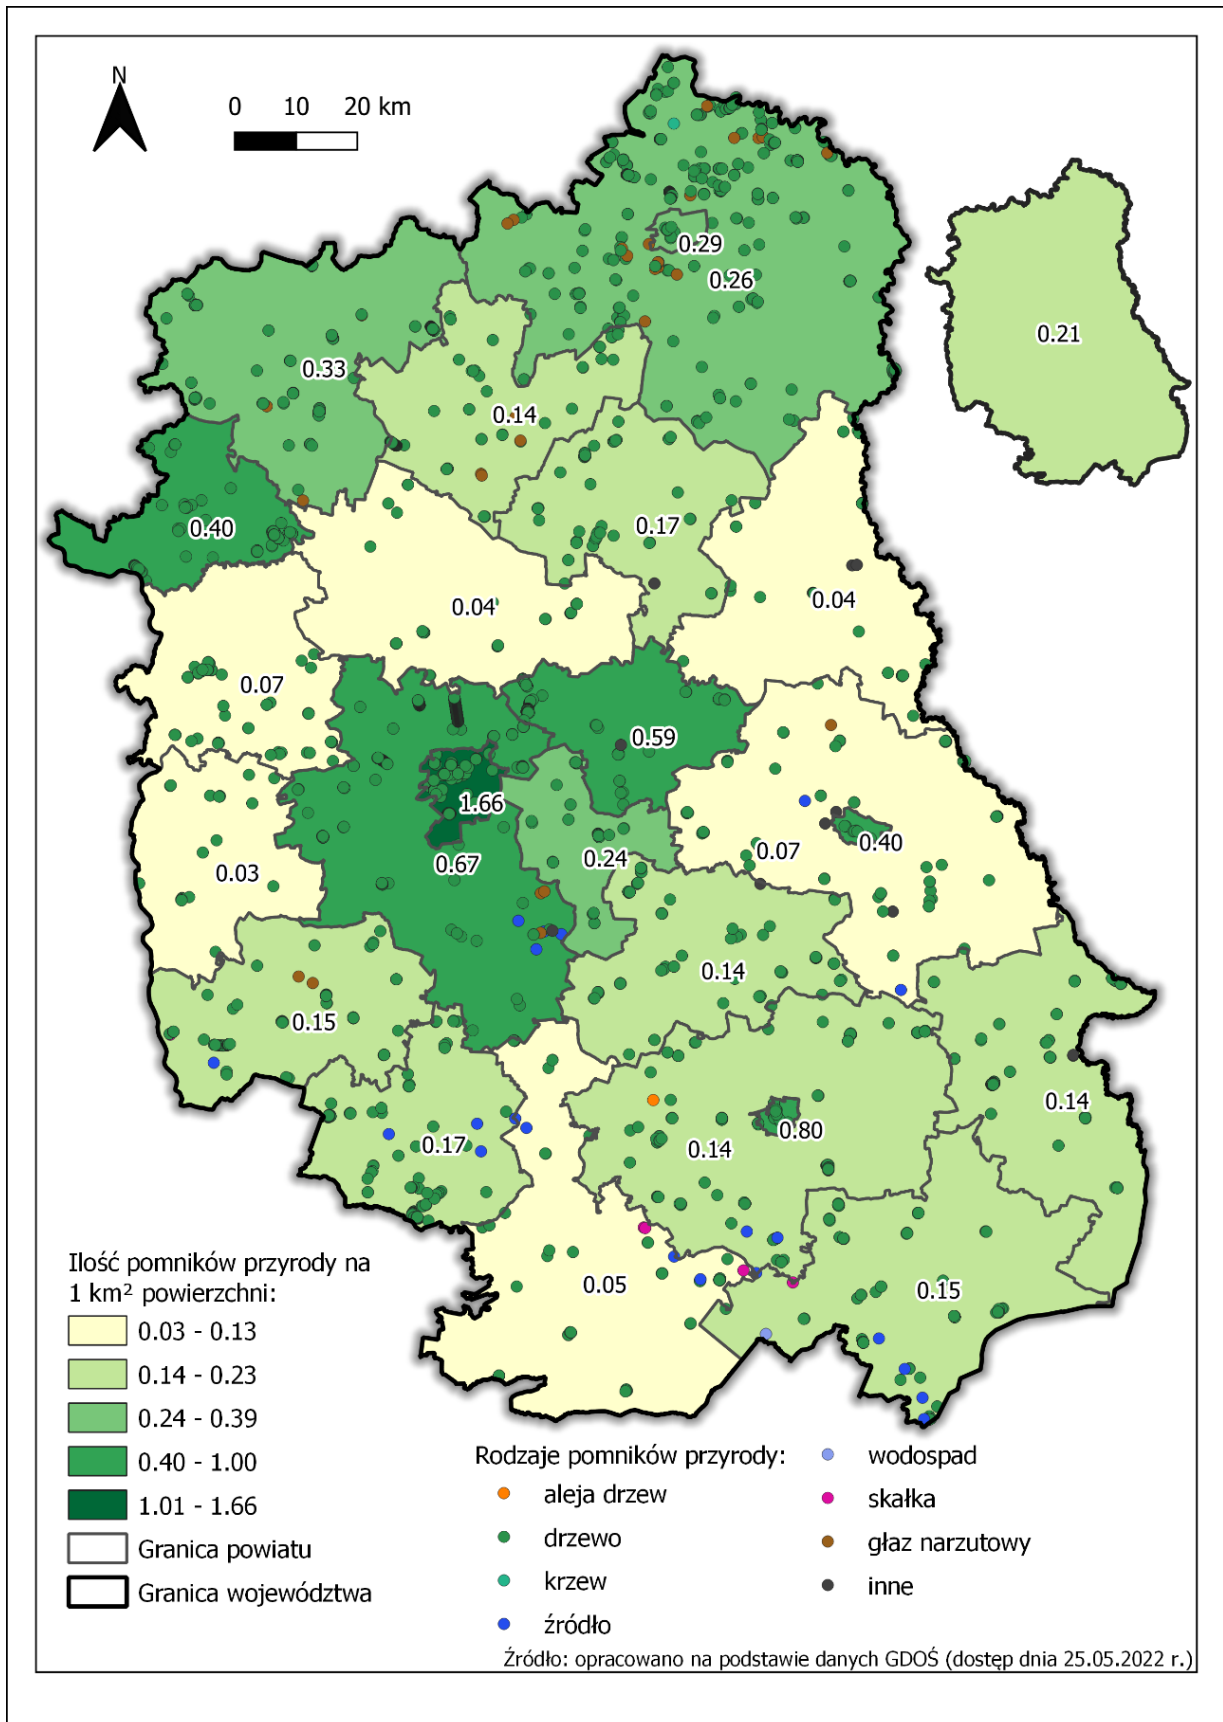 N
0 10 20 km
0.29
0.26
0.21
0.33
0.14
0.40
0.17
0.04
0.04
0.07
0.59
1.66
0.67
0.24
0.07
0.40
0.03
0.14
0.15
0.14
0.80
0.17
0.14
0.05
0.15
Ilość pomników przyrody na
1 km² powierzchni:
0.03 - 0.13
0.14 - 0.23
0.24 - 0.39
0.40 - 1.00
1.01 - 1.66
Granica powiatu
Granica województwa
Rodzaje pomników przyrody:
aleja drzew
drzewo
krzew
źródło
wodospad
skałka
głaz narzutowy
inne
Źródło: opracowano na podstawie danych GDOŚ (dostęp dnia 25.05.2022 r.)